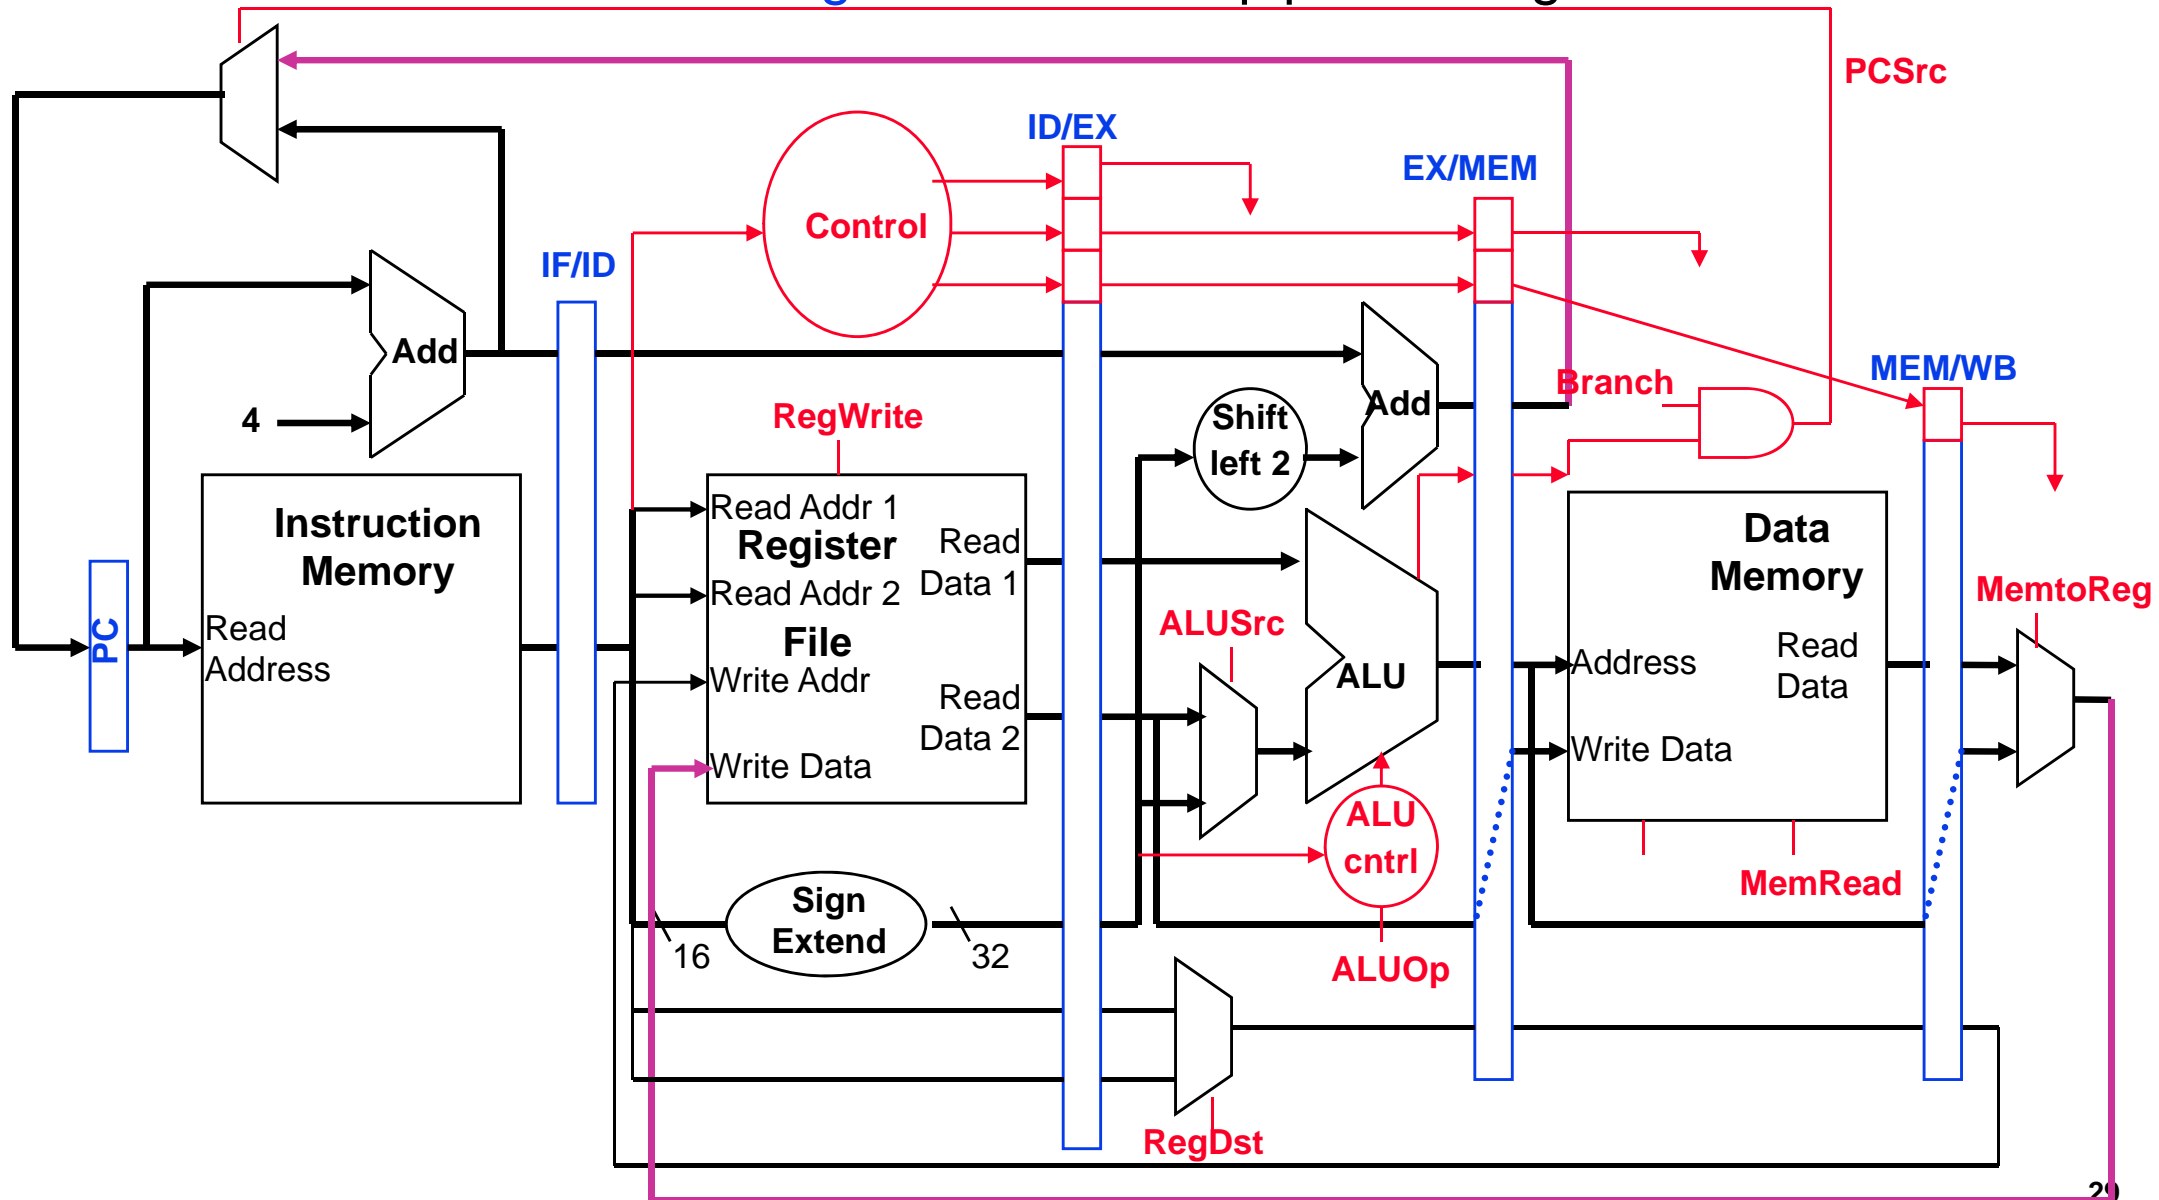 PCSrc
ID/EX
EX/MEM
Control
IF/ID
Add
4
RegWrite
Branch
MEM/WB
Add
Shift
left 2
Instruction
Memory
Read
Address
PC
Read Addr 1
Register
Read
Data 1
Read Addr 2
File
Write Addr
Read
Data 2
Write Data
ALUSrc
ALU
Data
Memory
Address
Read
Data
Write Data
MemtoReg
ALU
cntrl
MemRead
Sign
Extend
16
32
ALUOp
RegDst
29